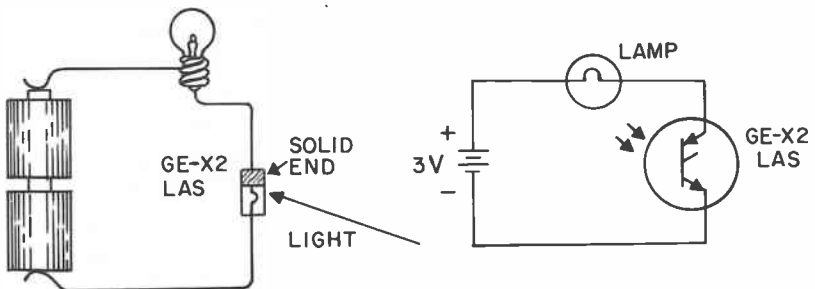 GE-X2
LAS
SOLID
END
LIGHT
LAMP
+
3V
−
GE-X2
LAS